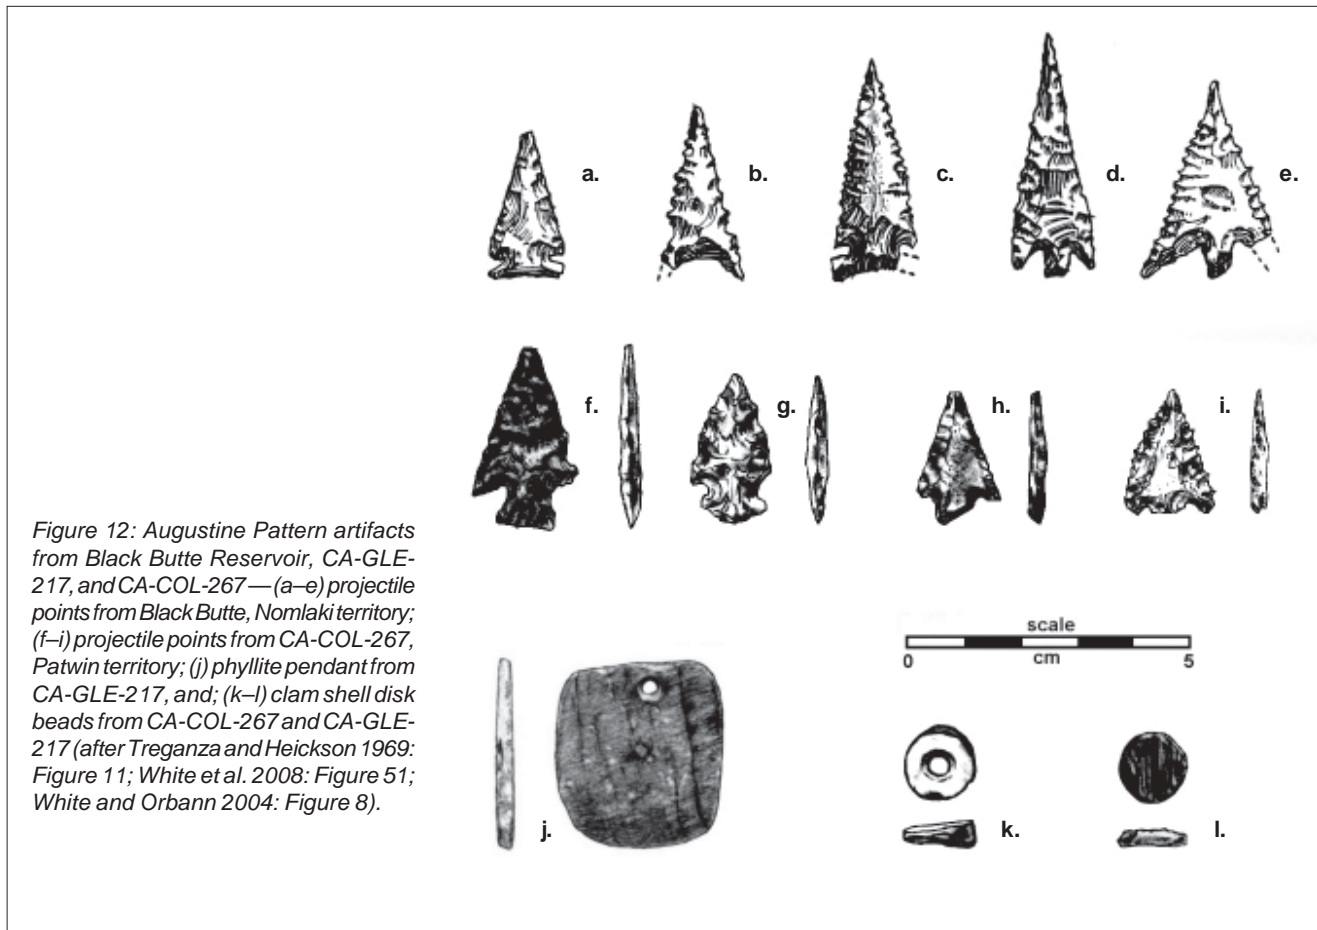 a.
b.
c.
d.
e.
f.
g.
h.
i.
Figure 12: Augustine Pattern artifacts
from Black Butte Reservoir, CA-GLE-
217, and CA-COL-267 — (a–e) projectile
points from Black Butte, Nomlaki territory;
(f–i) projectile points from CA-COL-267,
Patwin territory; (j) phyllite pendant from
CA-GLE-217, and; (k–l) clam shell disk
beads from CA-COL-267 and CA-GLE-
217 (after Treganza and Heickson 1969:
Figure 11; White et al. 2008: Figure 51;
White and Orbann 2004: Figure 8).
scale
0 cm 5
j.
k.
l.